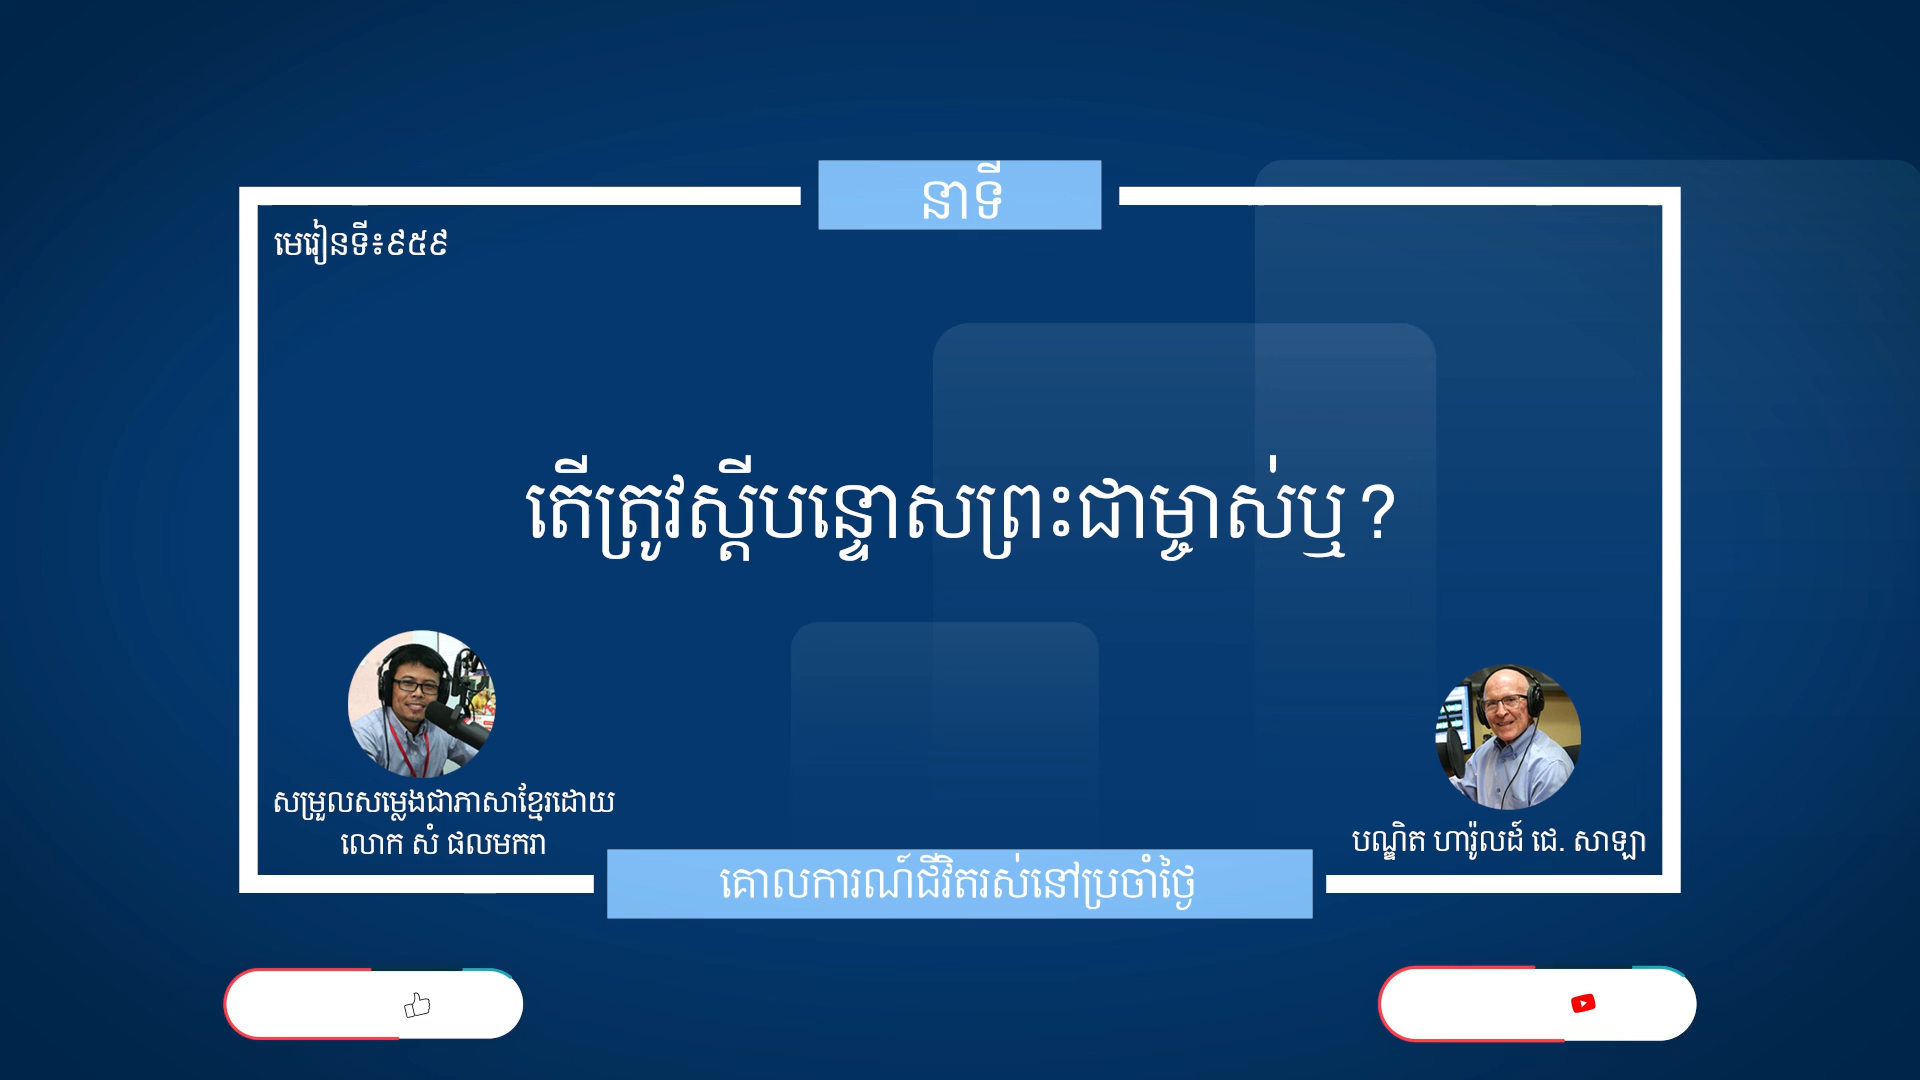 នាទី
មេរៀនទី៖៩៥៩
តើត្រូវស្ដីបន្ទោសព្រះជាម្ចាស់ឬ?
សម្រួលសម្លេងជាភាសាខ្មែរដោយ
លោក សំ ផលមករា
បណ្ឌិត ហារ៉ូលដ៍ ជេ. សាឡា
គោលការណ៍ជីវិតរស់នៅប្រចាំថ្ងៃ